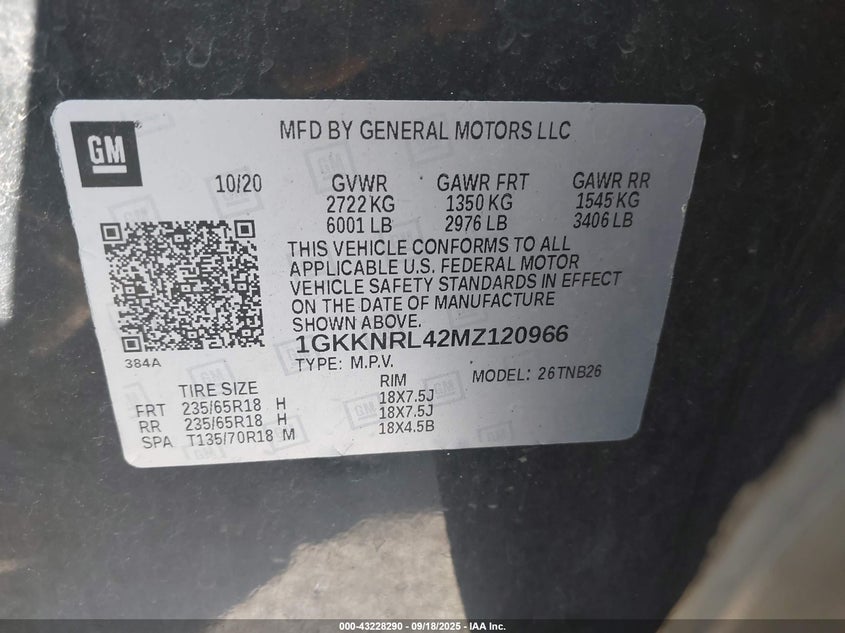 GM
MFD BY GENERAL MOTORS LLC
10/20 GVWR GAWR FRT GAWR RR
2722 KG 1350 KG 1545 KG
6001 LB 2976 LB 3406 LB
THIS VEHICLE CONFORMS TO ALL
APPLICABLE U.S. FEDERAL MOTOR
VEHICLE SAFETY STANDARDS IN EFFECT
ON THE DATE OF MANUFACTURE
SHOWN ABOVE.
1GKKNRL42MZ120966
384A
TYPE: M.P.V. MODEL: 26TNB26
TIRE SIZE RIM
FRT 235/65R18 H 18X7.5J
RR 235/65R18 H 18X7.5J
SPA T135/70R18 M 18X4.5B
000-43228290 - 09/18/2025 - IAA Inc.